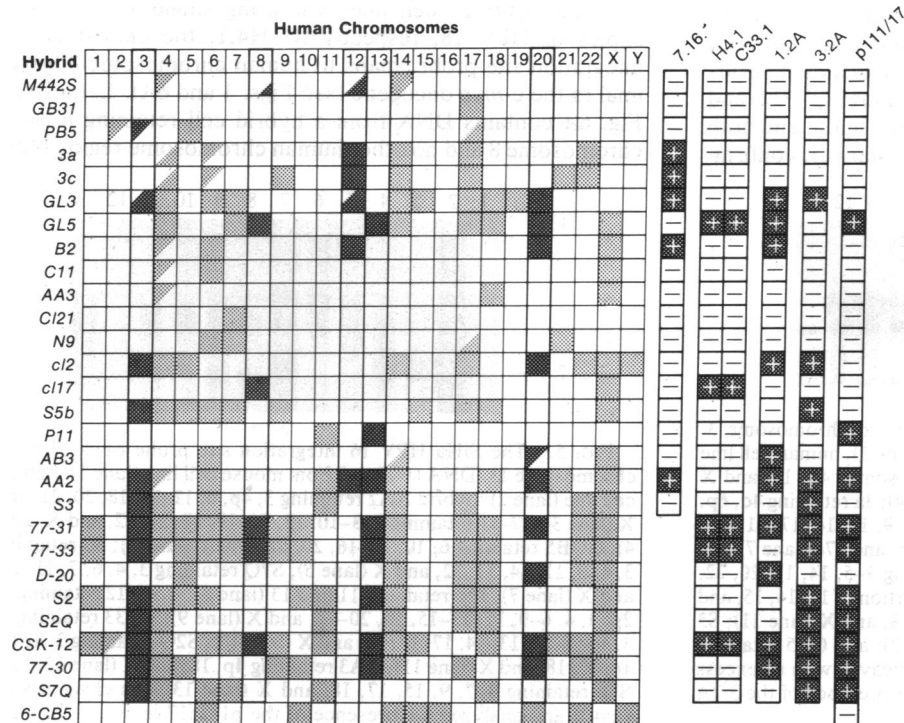 Human Chromosomes
Hybrid 1 2 3 4 5 6 7 8 9 10 11 12 13 14 15 16 17 18 19 20 21 22 X Y 7.16. H4.1 C33.1 1.2A 3.2A p111/17
M442S − − − − − −
GB31 − − − − − −
PB5 − − − − − −
3a + − − − − −
3c + − − − − −
GL3 + − − + + −
GL5 − + + + − +
B2 + − − + − −
C11 − − − − − −
AA3 − − − − − −
Cl21 − − − − − −
N9 − − − − − −
cl2 − − − + + −
cl17 − + + − − −
S5b − − − − + −
P11 − − − − − +
AB3 − − − + − −
AA2 + − − + + +
S3 − − − − + −
77-31 + + + + +
77-33 + + + + +
D-20 − − +
S2 − − − + +
S2Q − − − + +
CSK-12 + + + + +
77-30 − − + + +
S7Q − − + + +
6-CB5 −